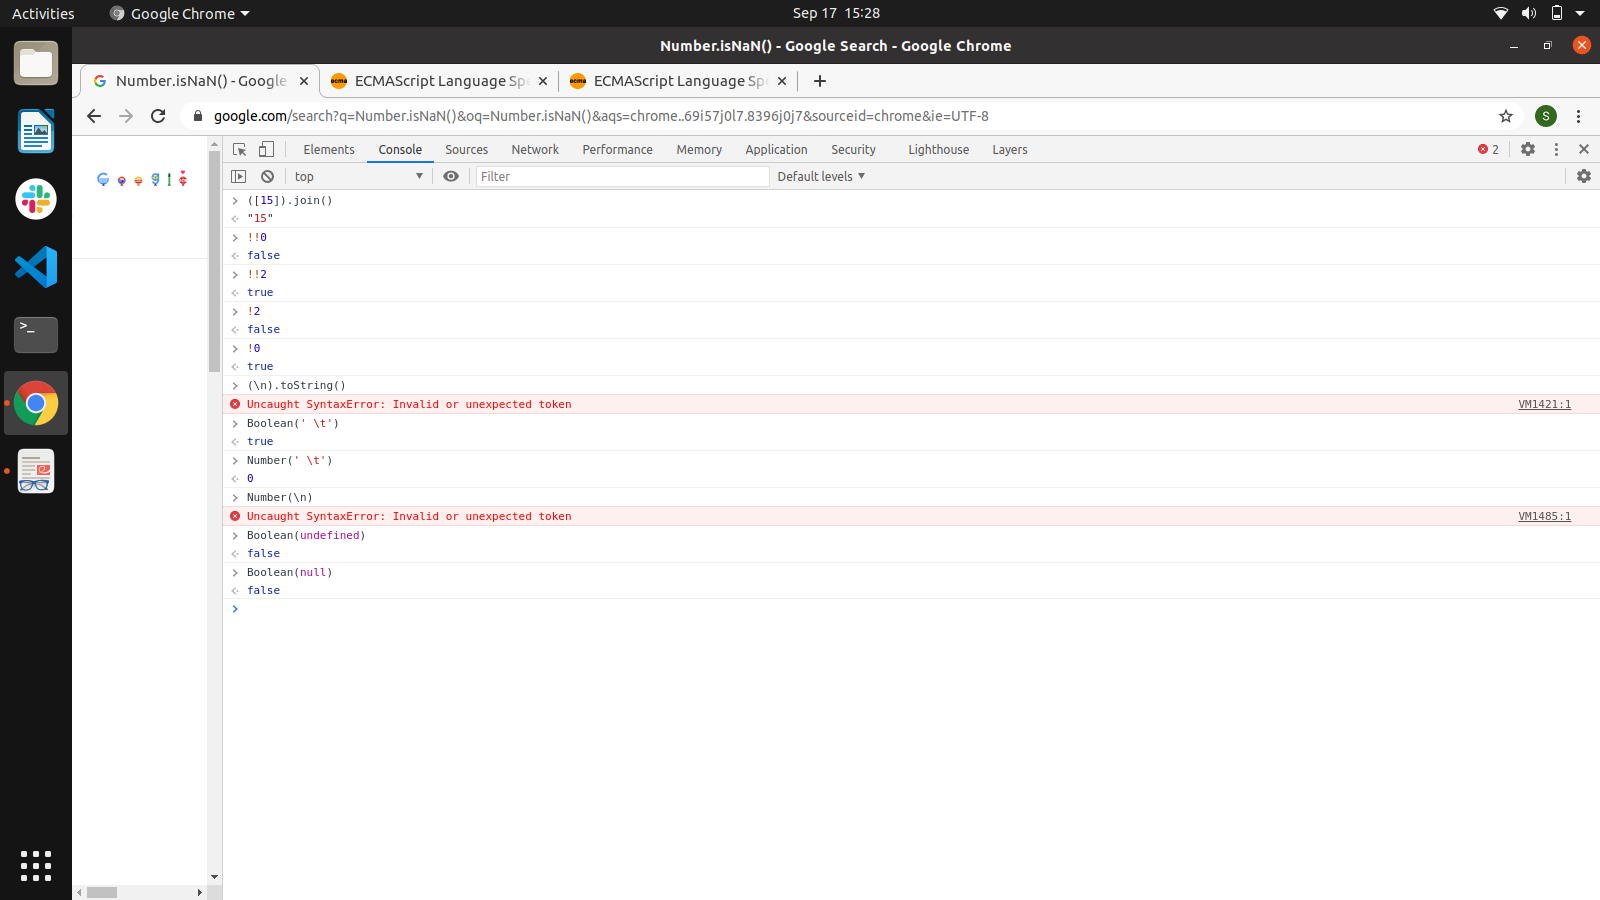 Activities
Google Chrome
Sep 17 15:28
Number.isNaN() - Google Search - Google Chrome
Number.isNaN() - Google
ECMAScript Language Spe
ECMAScript Language Spe
google.com/search?q=Number.isNaN()&oq=Number.isNaN()&aqs=chrome..69i57j0l7.8396j0j7&sourceid=chrome&ie=UTF-8
S
Google
Elements Console Sources Network Performance Memory Application Security Lighthouse Layers
2
top
Filter
Default levels
([15]).join()
"15"
!!0
false
!!2
true
!2
false
!0
true
(\n).toString()
Uncaught SyntaxError: Invalid or unexpected token VM1421:1
Boolean(' \t')
true
Number(' \t')
0
Number(\n)
Uncaught SyntaxError: Invalid or unexpected token VM1485:1
Boolean(undefined)
false
Boolean(null)
false